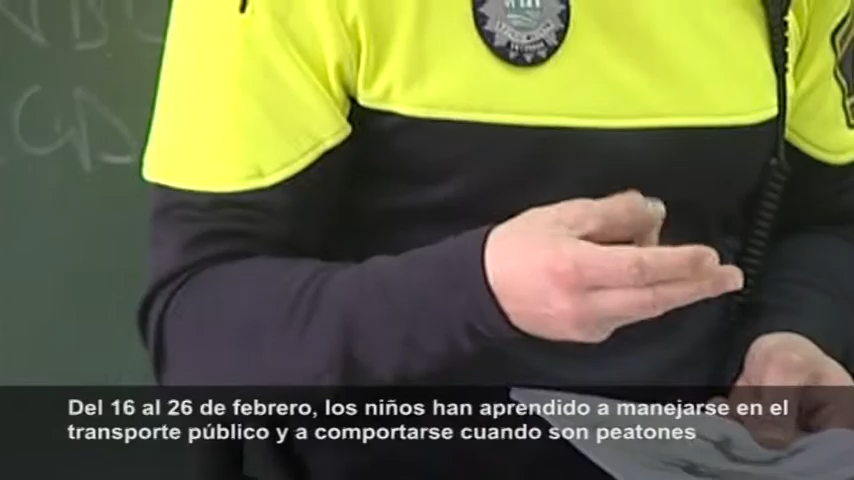 Del 16 al 26 de febrero, los niños han aprendido a manejarse en el
transporte público y a comportarse cuando son peatones